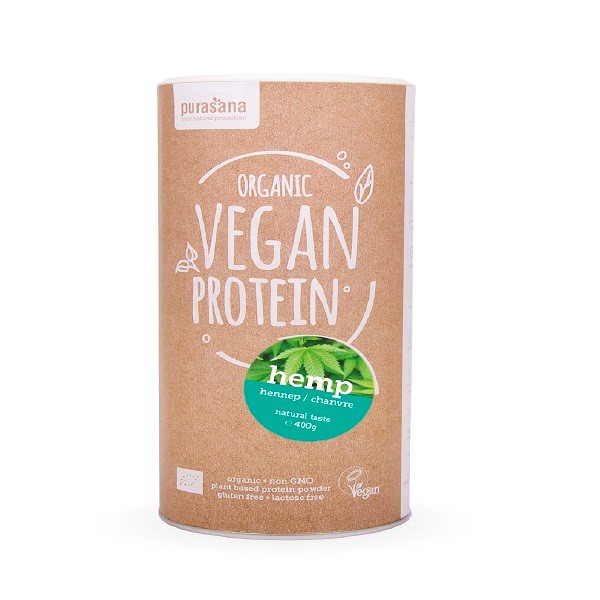 purasana
ORGANIC
VEGAN
PROTEIN
hemp
hennep / chanvre
natural taste
℮ 400g
organic • non GMO
plant based protein powder
gluten free • lactose free
Vegan